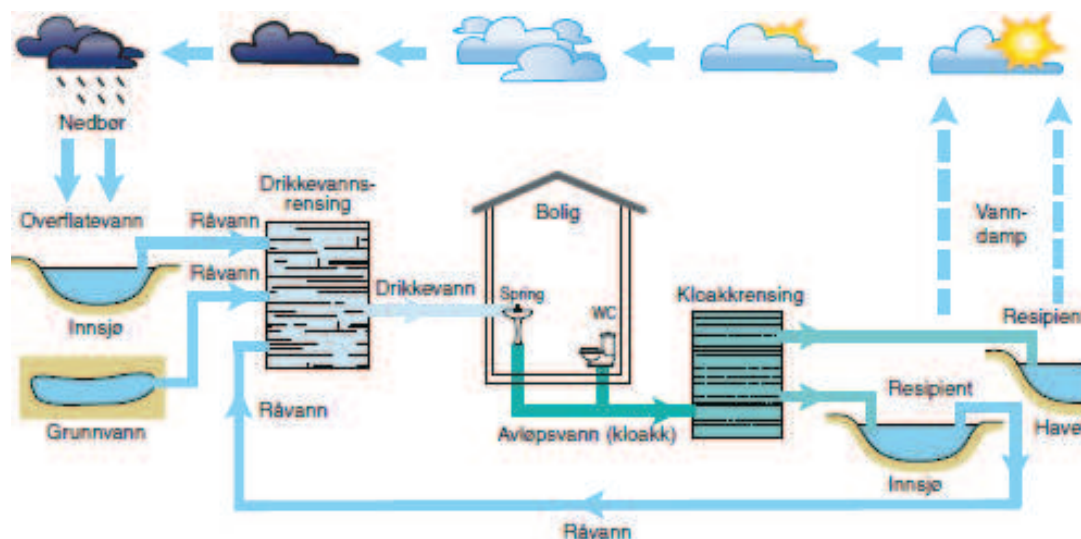 Nedbør
Drikkevanns-
rensing
Overflatevann
Råvann
Råvann
Innsjø
Grunnvann
Råvann
Drikkevann
Bolig
Spring
WC
Kloakkrensing
Avløpsvann (kloakk)
Vann-
damp
Resipient
Resipient
Have
Innsjø
Råvann